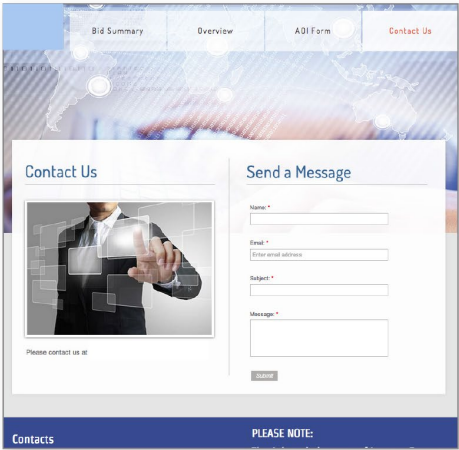 Bid Summary
Overview
AOI Form
Contact Us
Contact Us
Send a Message
Name: *
Email: *
Enter email address
Subject: *
Message: *
Please contact us at
Submit
Contacts
PLEASE NOTE: